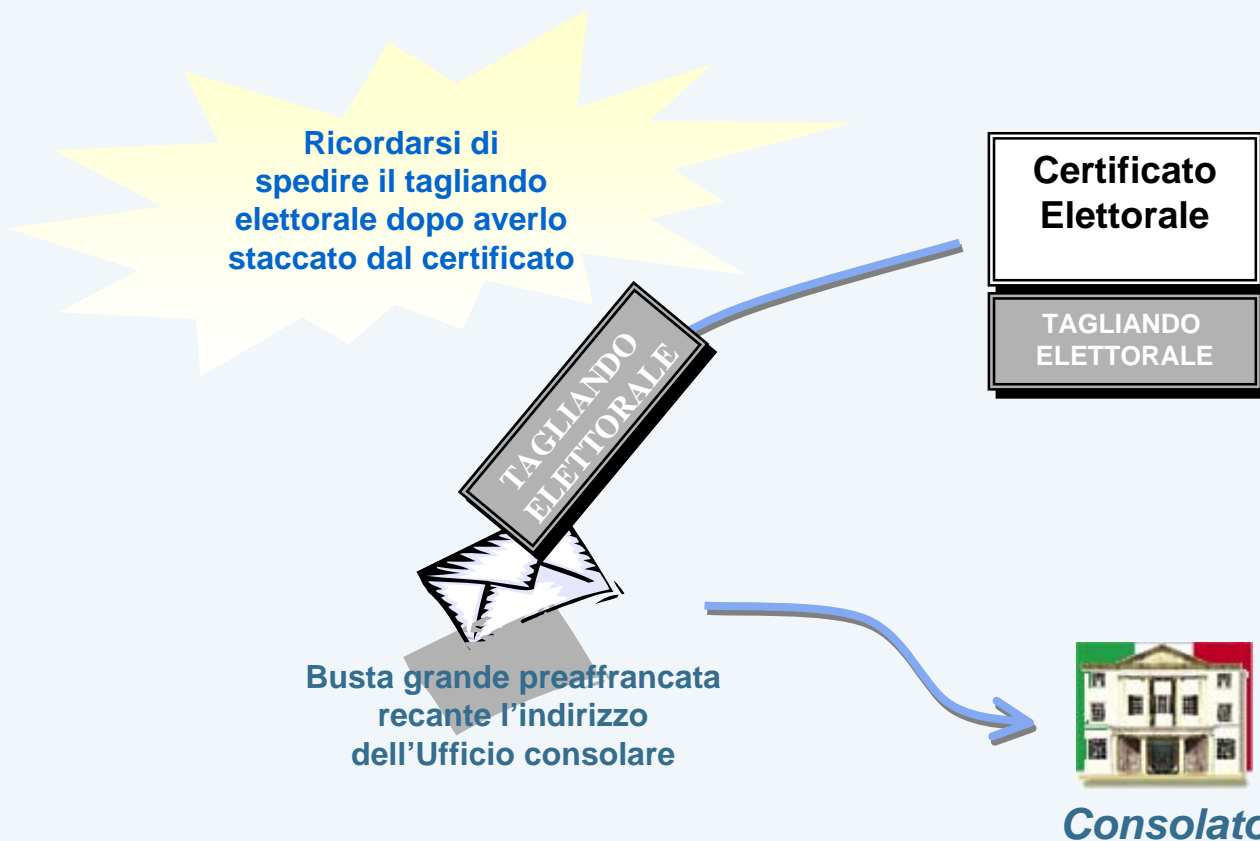 Ricordarsi di
spedire il tagliando
elettorale dopo averlo
staccato dal certificato
Certificato
Elettorale
TAGLIANDO
ELETTORALE
TAGLIANDO
ELETTORALE
Busta grande preaffrancata
recante l’indirizzo
dell’Ufficio consolare
Consolato